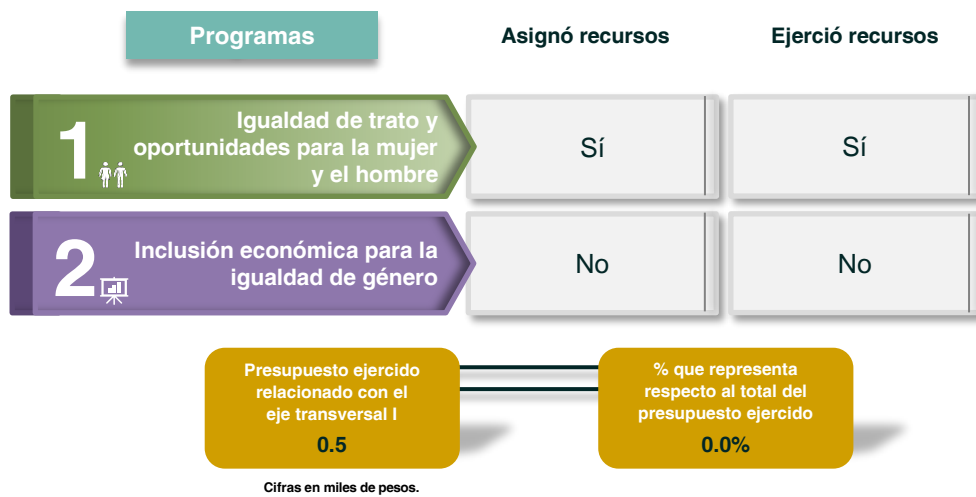 Programas
Asignó recursos
Ejerció recursos
1
Igualdad de trato y
oportunidades para la mujer
y el hombre
Sí
Sí
2
Inclusión económica para la
igualdad de género
No
No
Presupuesto ejercido
relacionado con el
eje transversal I
0.5
% que representa
respecto al total del
presupuesto ejercido
0.0%
Cifras en miles de pesos.